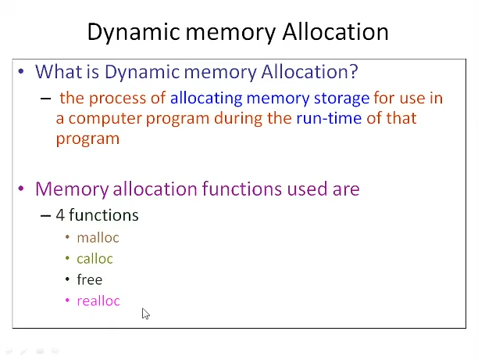 Dynamic memory Allocation
• What is Dynamic memory Allocation?
– the process of allocating memory storage for use in
a computer program during the run-time of that
program
• Memory allocation functions used are
– 4 functions
• malloc
• calloc
• free
• realloc